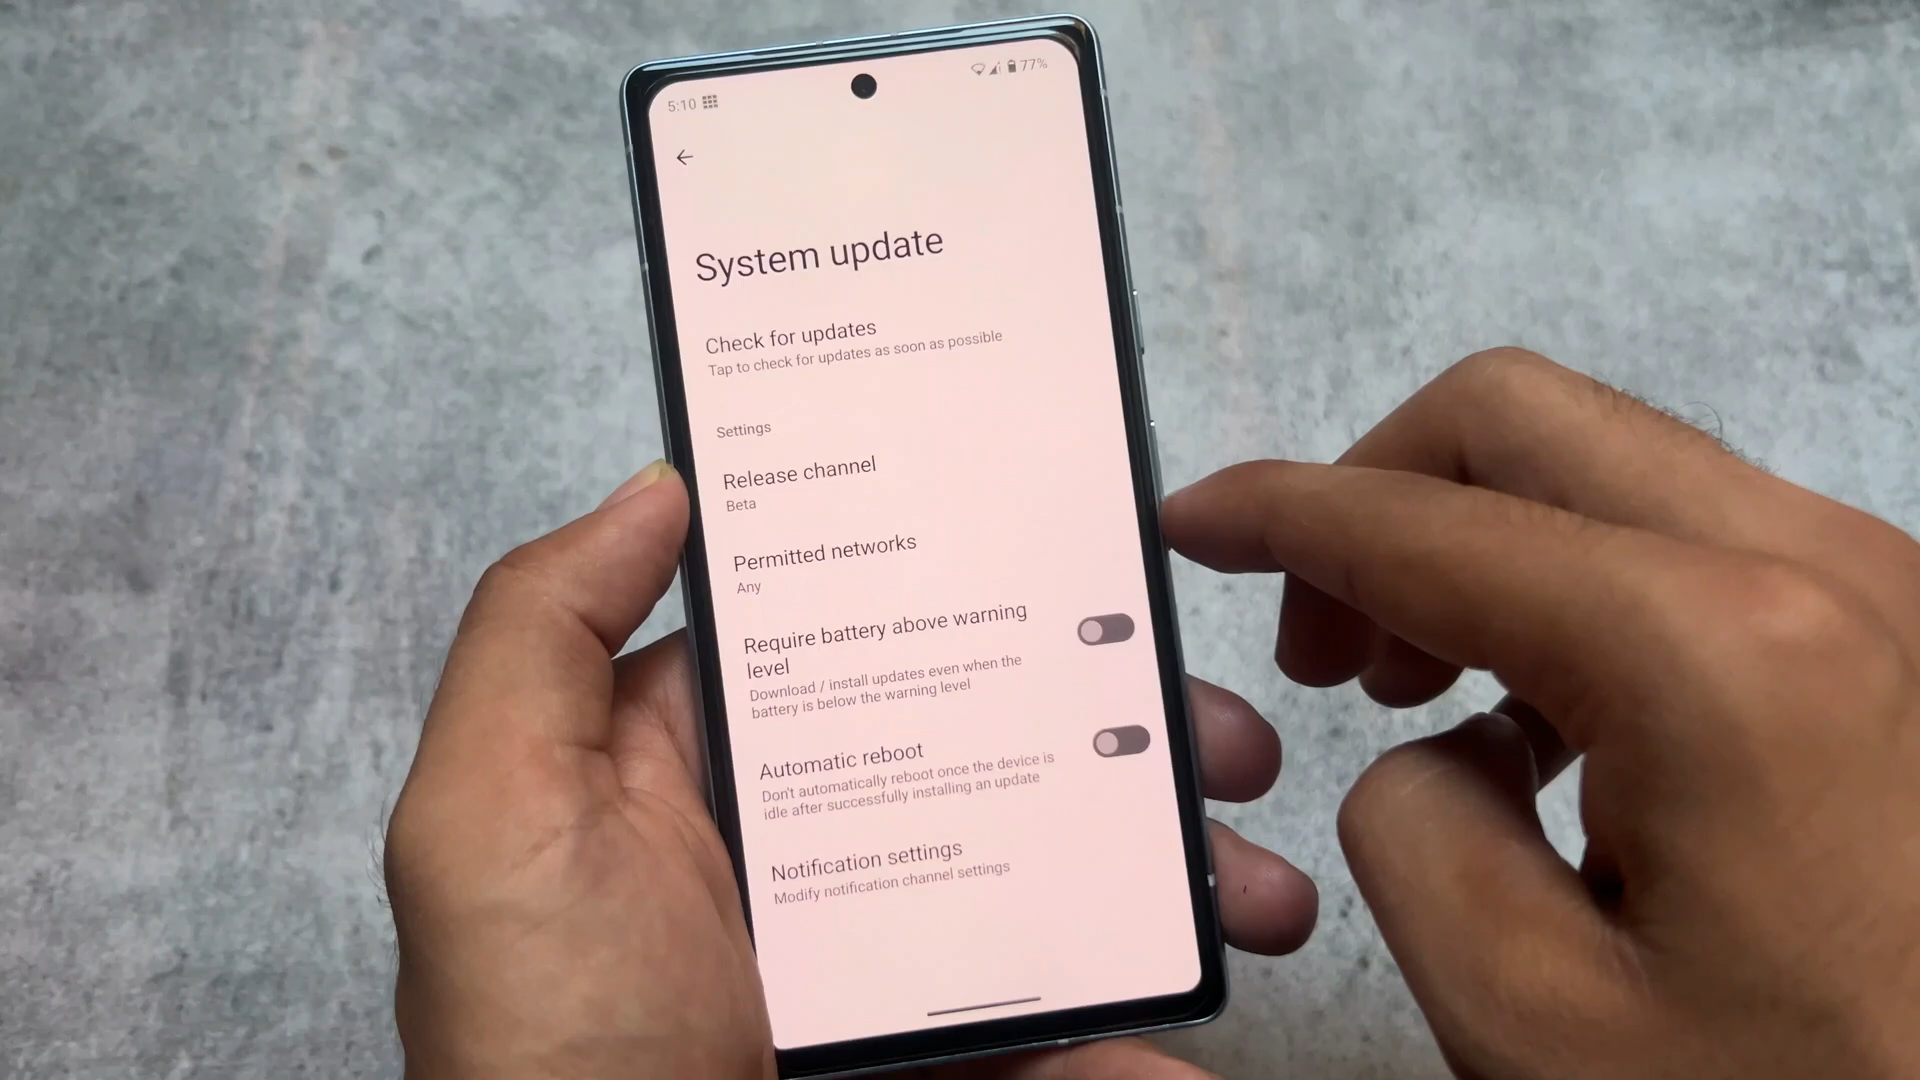 5:10
77%
System update
Check for updates
Tap to check for updates as soon as possible
Settings
Release channel
Beta
Permitted networks
Any
Require battery above warning
level
Download / install updates even when the
battery is below the warning level
Automatic reboot
Don't automatically reboot once the device is
idle after successfully installing an update
Notification settings
Modify notification channel settings